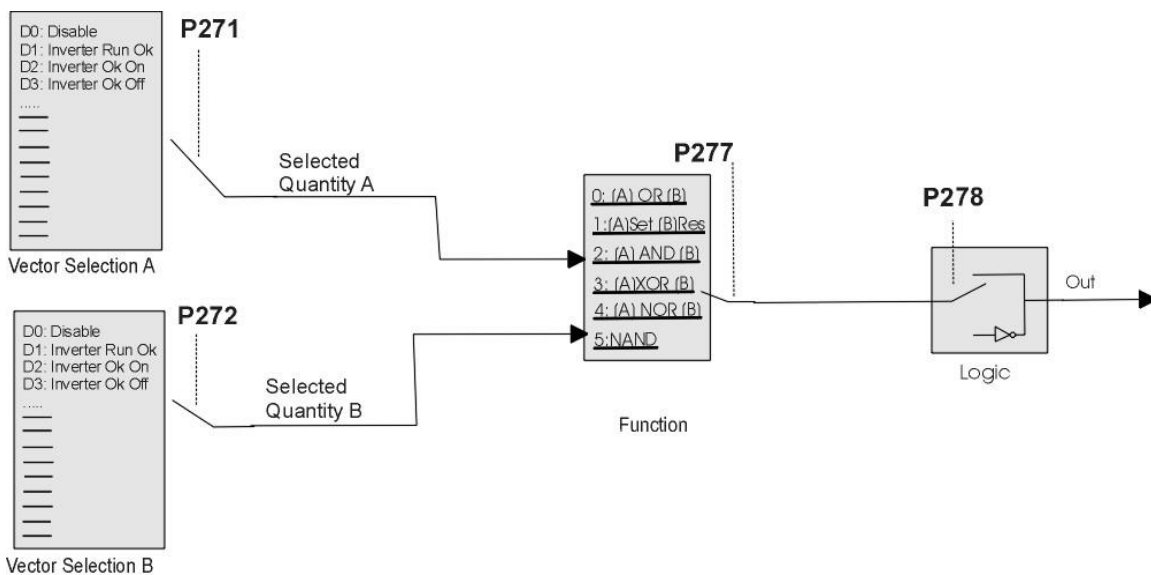 D0: Disable
D1: Inverter Run Ok
D2: Inverter Ok On
D3: Inverter Ok Off
.....
P271
Selected
Quantity A
Vector Selection A
D0: Disable
D1: Inverter Run Ok
D2: Inverter Ok On
D3: Inverter Ok Off
.....
P272
Selected
Quantity B
Vector Selection B
0: (A) OR (B)
1:(A)Set (B)Res
2: (A) AND (B)
3: (A)XOR (B)
4: (A) NOR (B)
5:NAND
Function
P277
P278
Logic
Out